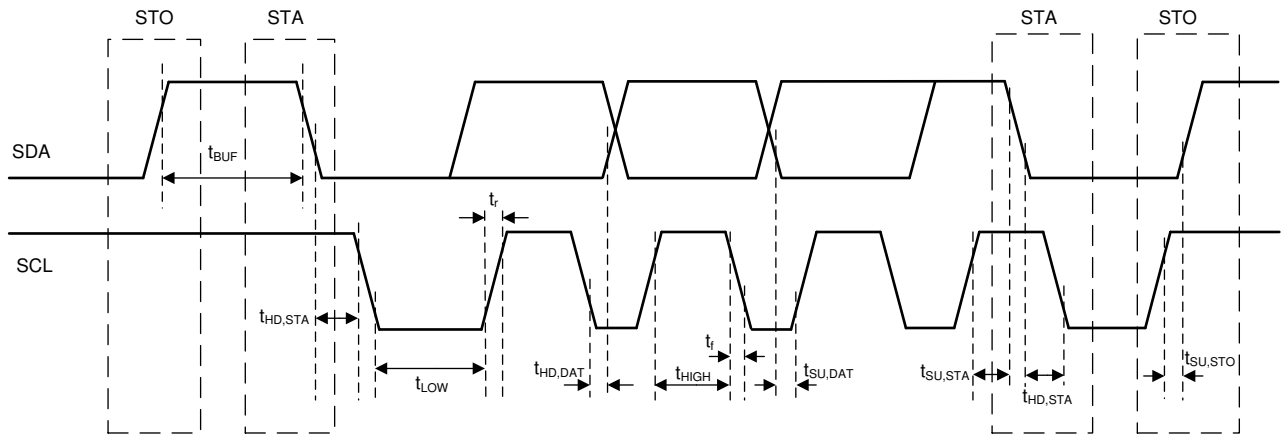 STO STA STA STO
SDA
tBUF
tr
SCL
tHD,STA
tf
tLOW
tHD,DAT
tHIGH
tSU,DAT
tSU,STA
tHD,STA
tSU,STO